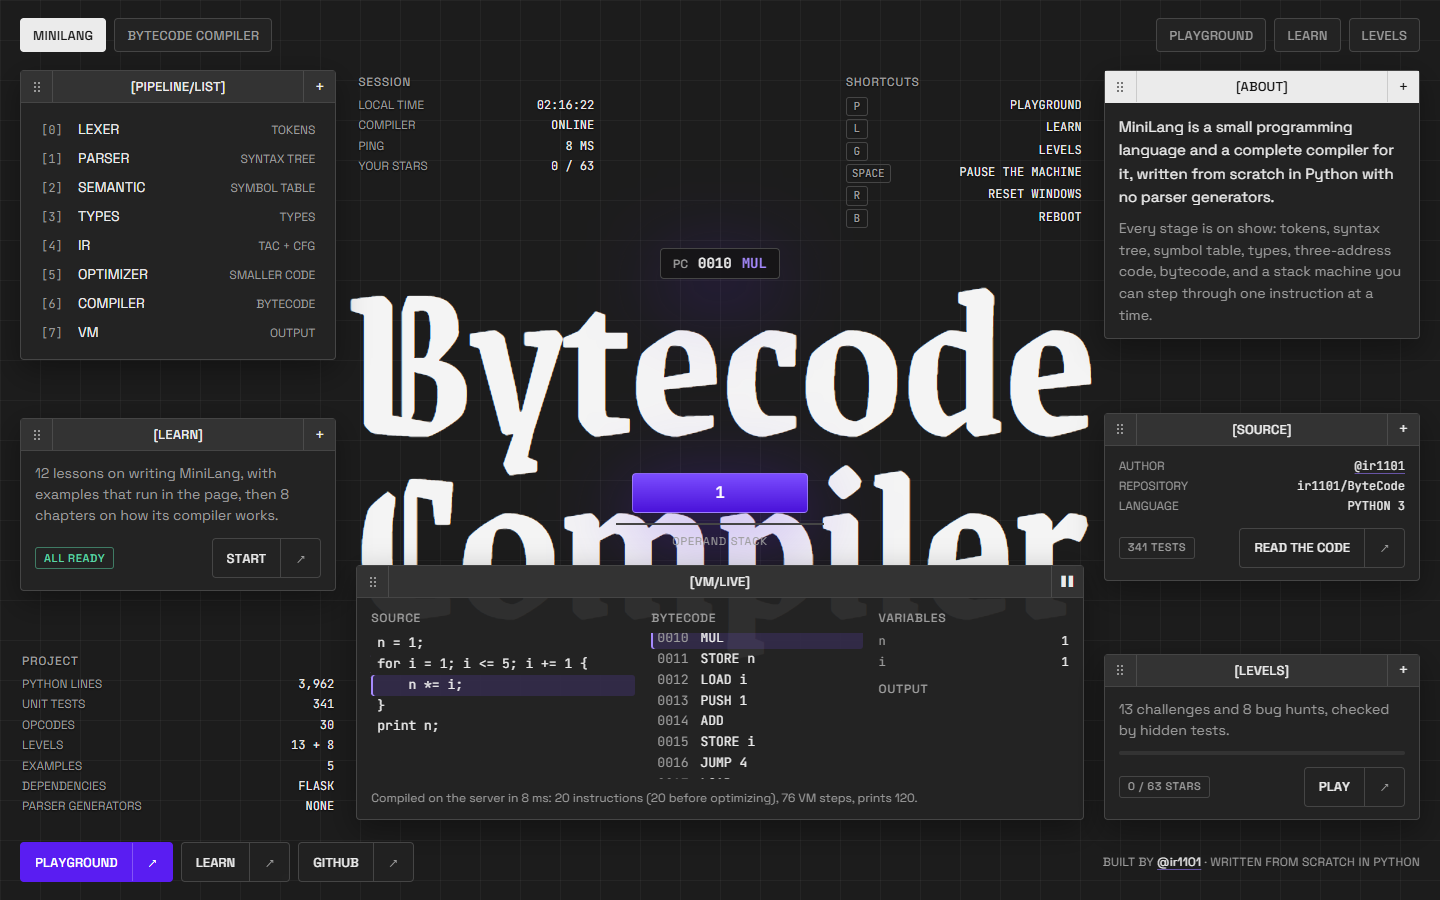 MINILANG
BYTECODE COMPILER
PLAYGROUND
LEARN
LEVELS
[PIPELINE/LIST]
+
[0] LEXER TOKENS
[1] PARSER SYNTAX TREE
[2] SEMANTIC SYMBOL TABLE
[3] TYPES TYPES
[4] IR TAC + CFG
[5] OPTIMIZER SMALLER CODE
[6] COMPILER BYTECODE
[7] VM OUTPUT
SESSION
LOCAL TIME 02:16:22
COMPILER ONLINE
PING 8 MS
YOUR STARS 0 / 63
SHORTCUTS
P PLAYGROUND
L LEARN
G LEVELS
SPACE PAUSE THE MACHINE
R RESET WINDOWS
B REBOOT
[ABOUT]
+
MiniLang is a small programming
language and a complete compiler for
it, written from scratch in Python with
no parser generators.
Every stage is on show: tokens, syntax
tree, symbol table, types, three-address
code, bytecode, and a stack machine you
can step through one instruction at a
time.
PC 0010 MUL
Bytecode
Compiler
1
OPERAND STACK
[LEARN]
+
12 lessons on writing MiniLang, with
examples that run in the page, then 8
chapters on how its compiler works.
ALL READY
START ↗
[SOURCE]
+
AUTHOR @ir1101
REPOSITORY ir1101/ByteCode
LANGUAGE PYTHON 3
341 TESTS
READ THE CODE ↗
[VM/LIVE]
SOURCE
n = 1;
for i = 1; i <= 5; i += 1 {
n *= i;
}
print n;
BYTECODE
0010 MUL
0011 STORE n
0012 LOAD i
0013 PUSH 1
0014 ADD
0015 STORE i
0016 JUMP 4
VARIABLES
n 1
i 1
OUTPUT
Compiled on the server in 8 ms: 20 instructions (20 before optimizing), 76 VM steps, prints 120.
PROJECT
PYTHON LINES 3,962
UNIT TESTS 341
OPCODES 30
LEVELS 13 + 8
EXAMPLES 5
DEPENDENCIES FLASK
PARSER GENERATORS NONE
[LEVELS]
+
13 challenges and 8 bug hunts, checked
by hidden tests.
0 / 63 STARS
PLAY ↗
PLAYGROUND ↗
LEARN ↗
GITHUB ↗
BUILT BY @ir1101 · WRITTEN FROM SCRATCH IN PYTHON